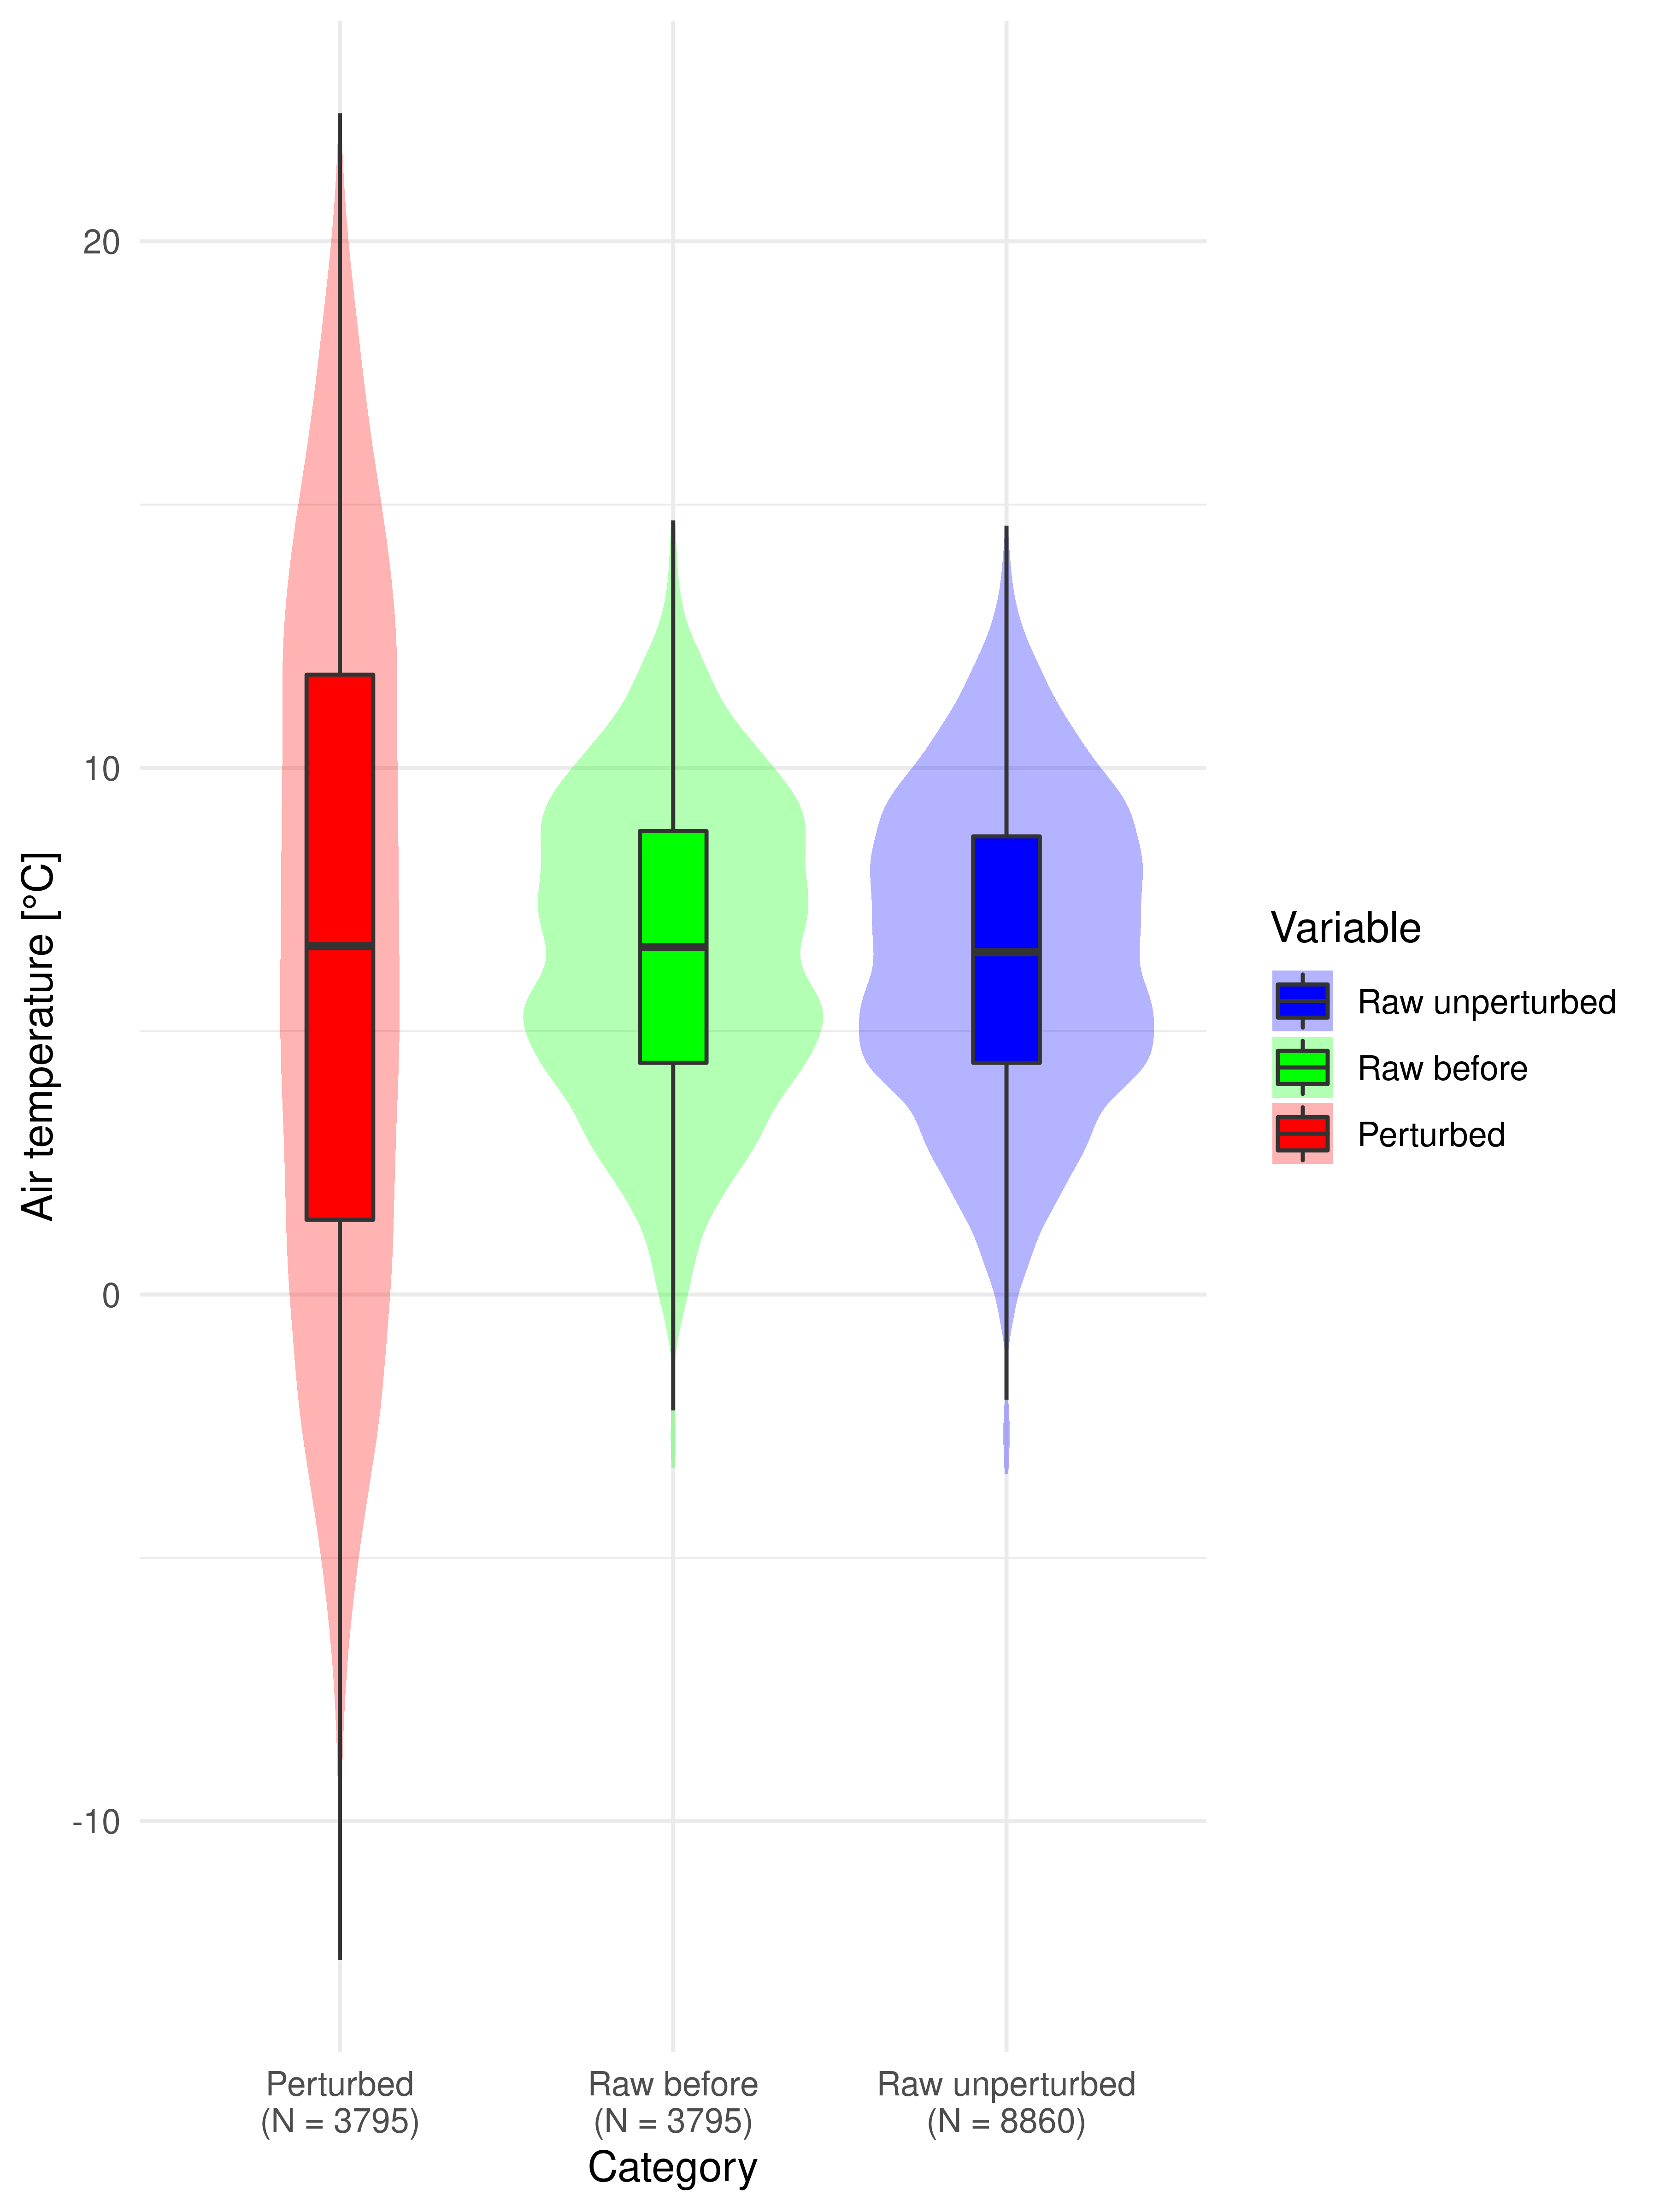 20
10
0
-10
Air temperature [°C]
Perturbed
(N = 3795)
Raw before
(N = 3795)
Raw unperturbed
(N = 8860)
Category
Variable
Raw unperturbed
Raw before
Perturbed